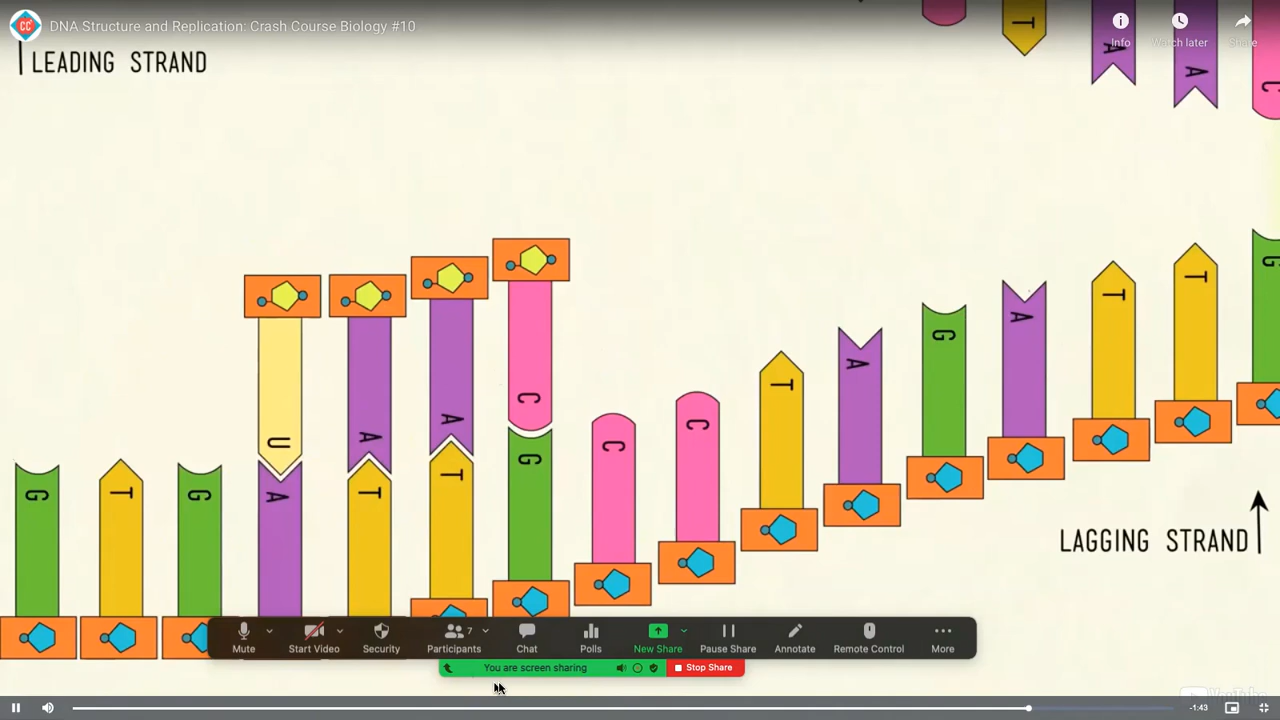 CC
DNA Structure and Replication: Crash Course Biology #10
Info
Watch later
Share
LEADING STRAND
T
A
A
C
U
A
A
C
G
T
G
A
T
T
G
C
C
T
A
G
A
T
T
G
LAGGING STRAND
Mute
Start Video
Security
7
Participants
Chat
Polls
New Share
Pause Share
Annotate
Remote Control
More
You are screen sharing
Stop Share
YouTube
-1:43